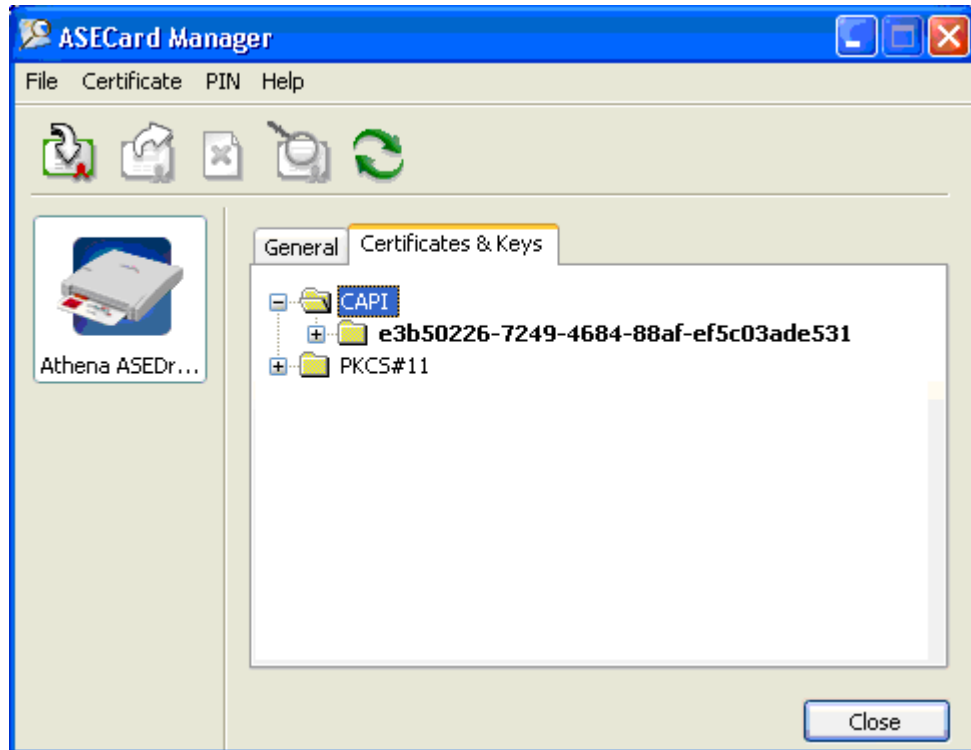 ASECard Manager
File Certificate PIN Help
General Certificates & Keys
CAPI
e3b50226-7249-4684-88af-ef5c03ade531
PKCS#11
Athena ASEDr...
Close